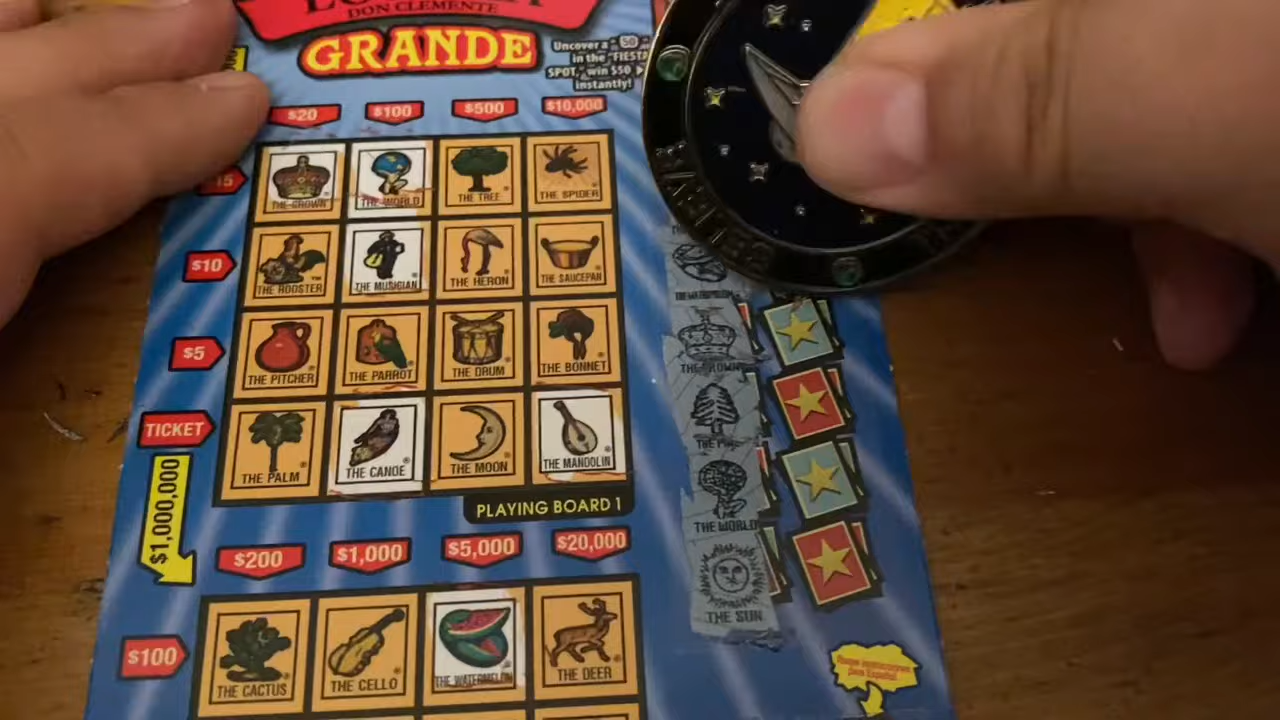 DON CLEMENTE
GRANDE
Uncover a "50"
in the "FIESTA
SPOT," win $50
instantly!
$20 $100 $500 $10,000
THE CROWN THE WORLD THE TREE THE SPIDER
$10
THE ROOSTER THE MUSICIAN THE HERON THE SAUCEPAN
$5
THE PITCHER THE PARROT THE DRUM THE BONNET
TICKET
THE PALM THE CANOE THE MOON THE MANDOLIN
$1,000,000
PLAYING BOARD 1
$200 $1,000 $5,000 $20,000
$100
THE CACTUS THE CELLO THE WATERMELON THE DEER
THE CROWN
THE WORLD
THE SUN